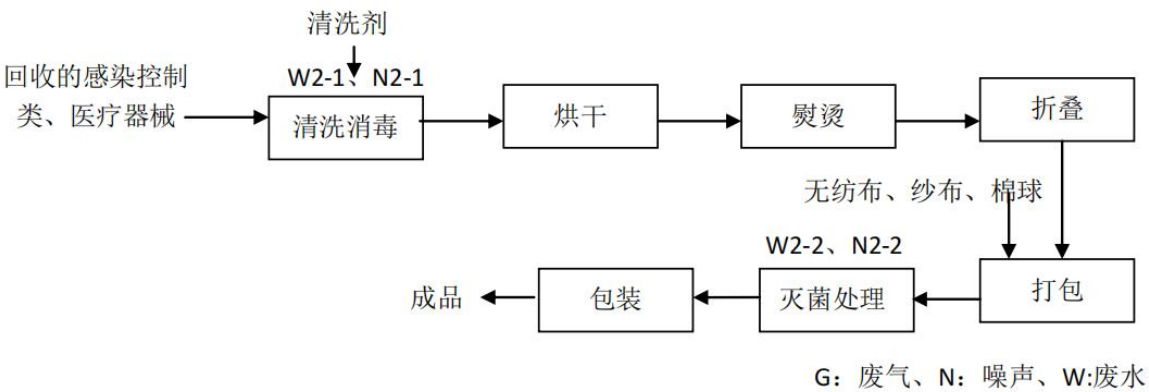 清洗剂
回收的感染控制
类、医疗器械
W2-1、N2-1
清洗消毒
烘干
熨烫
折叠
无纺布、纱布、棉球
W2-2、N2-2
成品
包装
灭菌处理
打包
G：废气、N：噪声、W:废水